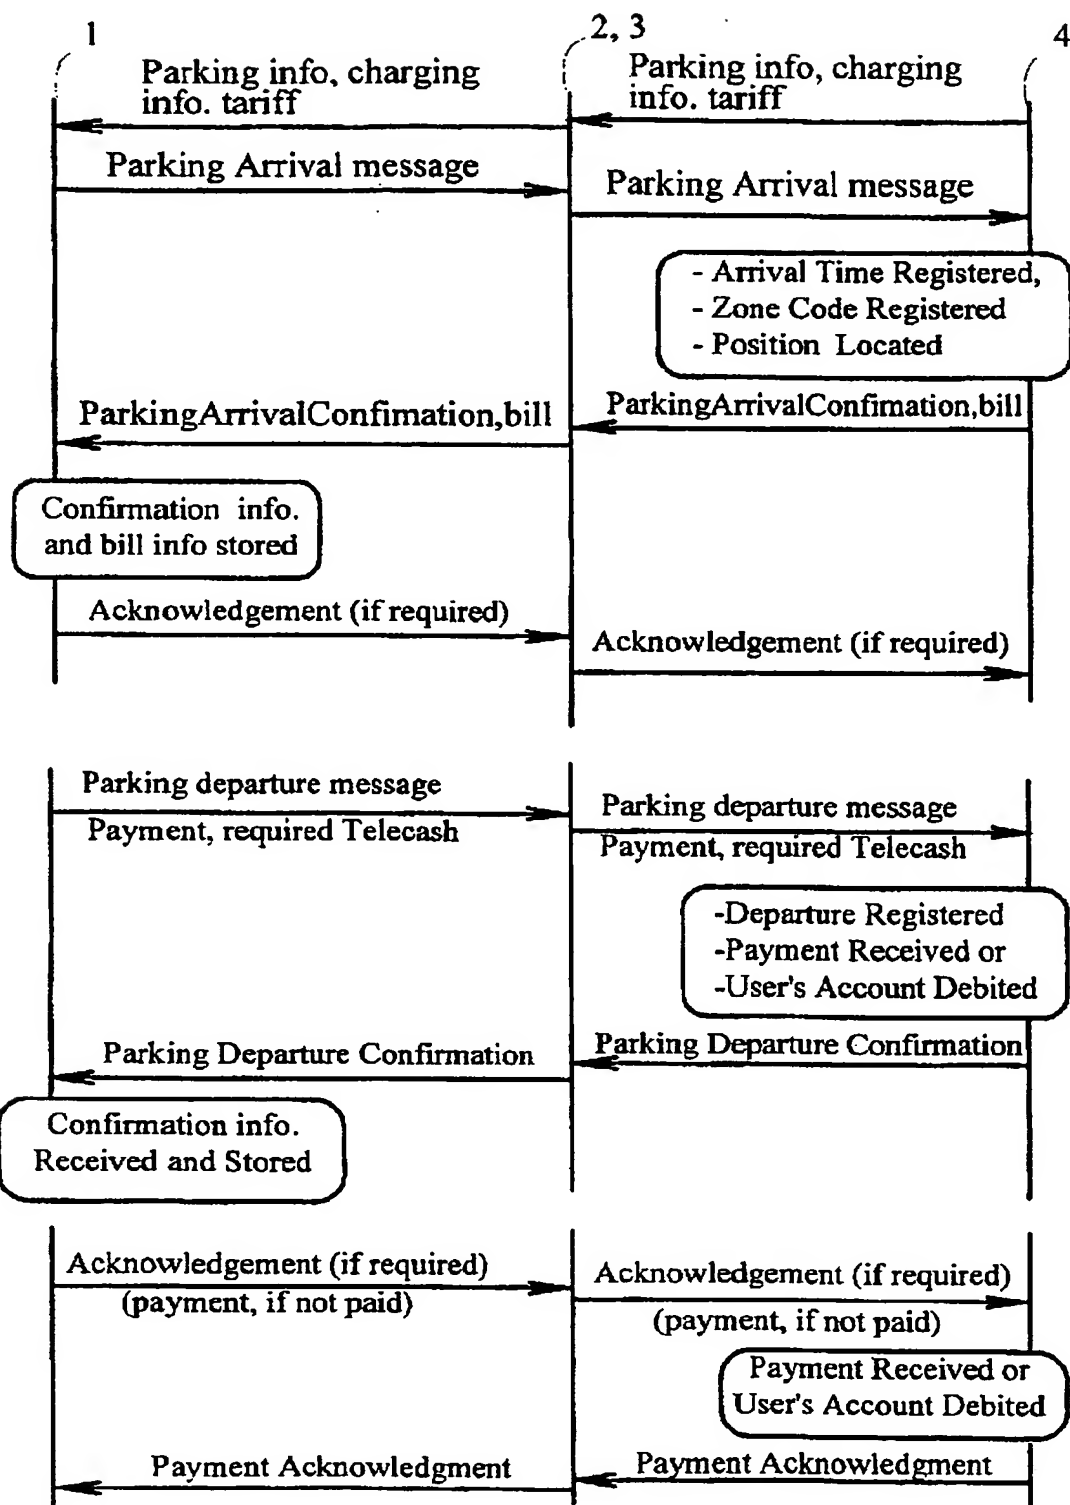 1
2, 3
4
Parking info, charging
info. tariff
Parking info, charging
info. tariff
Parking Arrival message
Parking Arrival message
- Arrival Time Registered,
- Zone Code Registered
- Position Located
ParkingArrivalConfimation,bill
ParkingArrivalConfimation,bill
Confirmation info.
and bill info stored
Acknowledgement (if required)
Acknowledgement (if required)
Parking departure message
Payment, required Telecash
Parking departure message
Payment, required Telecash
-Departure Registered
-Payment Received or
-User's Account Debited
Parking Departure Confirmation
Parking Departure Confirmation
Confirmation info.
Received and Stored
Acknowledgement (if required)
(payment, if not paid)
Acknowledgement (if required)
(payment, if not paid)
Payment Received or
User's Account Debited
Payment Acknowledgment
Payment Acknowledgment